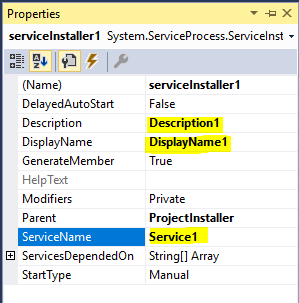 Properties
serviceInstaller1 System.ServiceProcess.ServiceInst
(Name) serviceInstaller1
DelayedAutoStart False
Description Description1
DisplayName DisplayName1
GenerateMember True
HelpText
Modifiers Private
Parent ProjectInstaller
ServiceName Service1
ServicesDependedOn String[] Array
StartType Manual